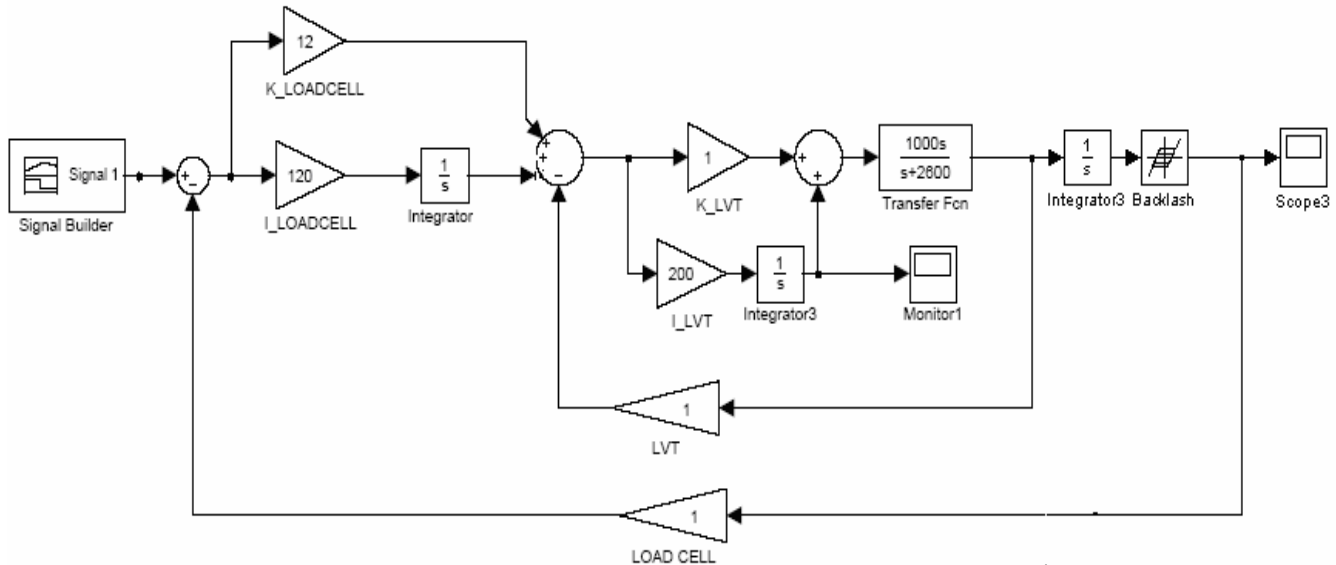 12
K_LOADCELL
Signal 1
Signal Builder
+
−
120
I_LOADCELL
1
s
Integrator
+
+
−
1
K_LVT
+
+
1000s
s+2600
Transfer Fcn
1
s
Integrator3
Backlash
Scope3
200
I_LVT
1
s
Integrator3
Monitor1
1
LVT
1
LOAD CELL